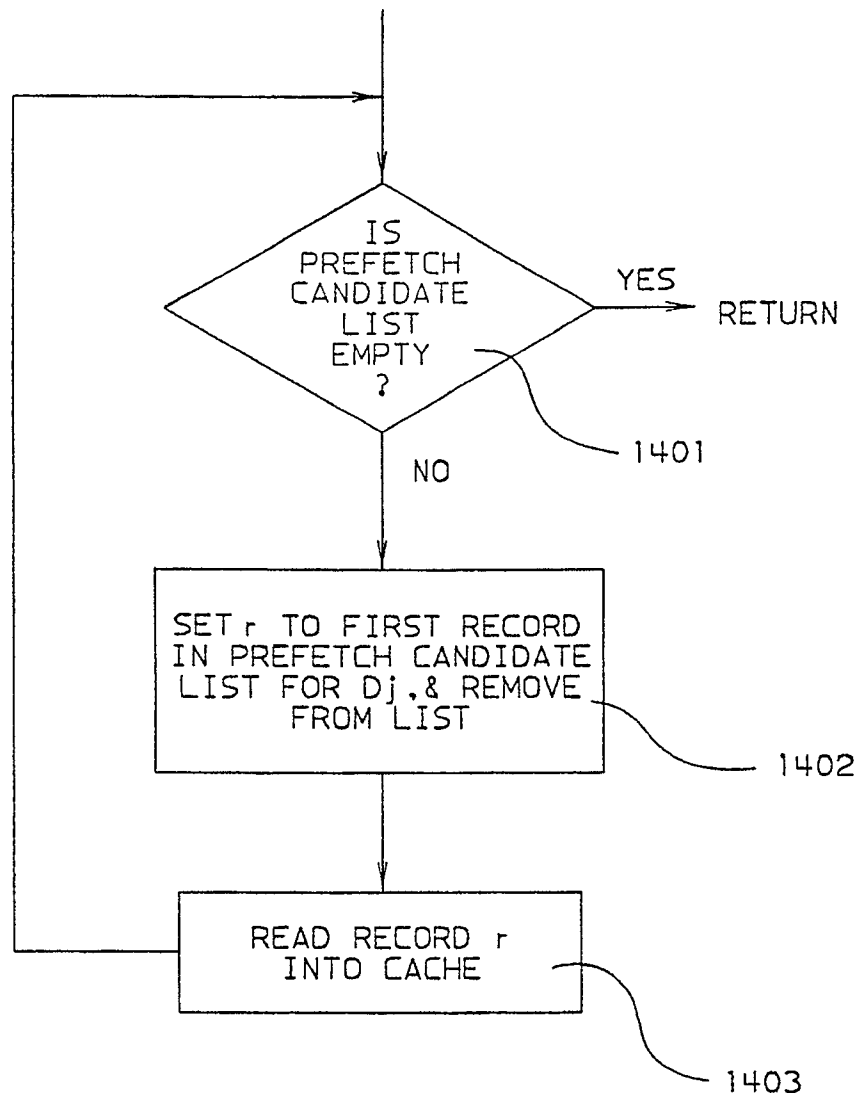 IS
PREFETCH
CANDIDATE
LIST
EMPTY
?
YES
RETURN
1401
NO
SET r TO FIRST RECORD
IN PREFETCH CANDIDATE
LIST FOR Dj,& REMOVE
FROM LIST
1402
READ RECORD r
INTO CACHE
1403